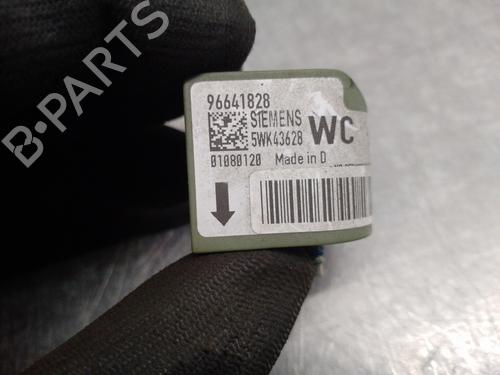 B-PARTS
96641828
SIEMENS
5WK43628
WC
01080120 Made in D